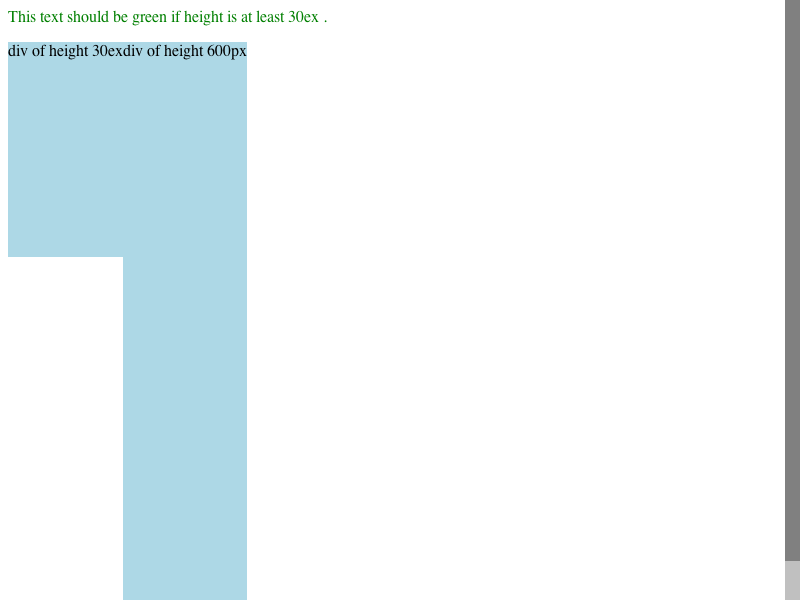 This text should be green if height is at least 30ex .
div of height 30exdiv of height 600px